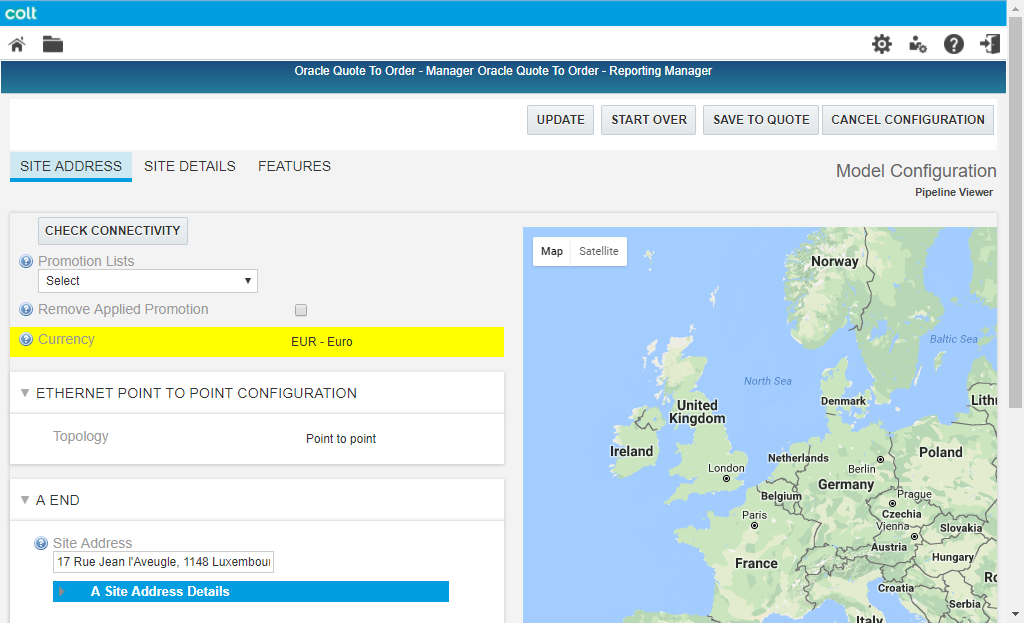 colt
Oracle Quote To Order - Manager Oracle Quote To Order - Reporting Manager
UPDATE START OVER SAVE TO QUOTE CANCEL CONFIGURATION
SITE ADDRESS SITE DETAILS FEATURES
Model Configuration
Pipeline Viewer
CHECK CONNECTIVITY
Promotion Lists
Select
Remove Applied Promotion
Currency EUR - Euro
ETHERNET POINT TO POINT CONFIGURATION
Topology Point to point
A END
Site Address
17 Rue Jean l'Aveugle, 1148 Luxembour
A Site Address Details
Map Satellite
Norway
Baltic Sea
North Sea
Denmark
Lith
United
Kingdom
Ireland
Netherlands
Poland
London
Berlin
Germany
Belgium
Prague
Paris
Czechia
Vienna
Slovakia
Austria
Hungary
France
Croatia
Ro
Serbia
Italy